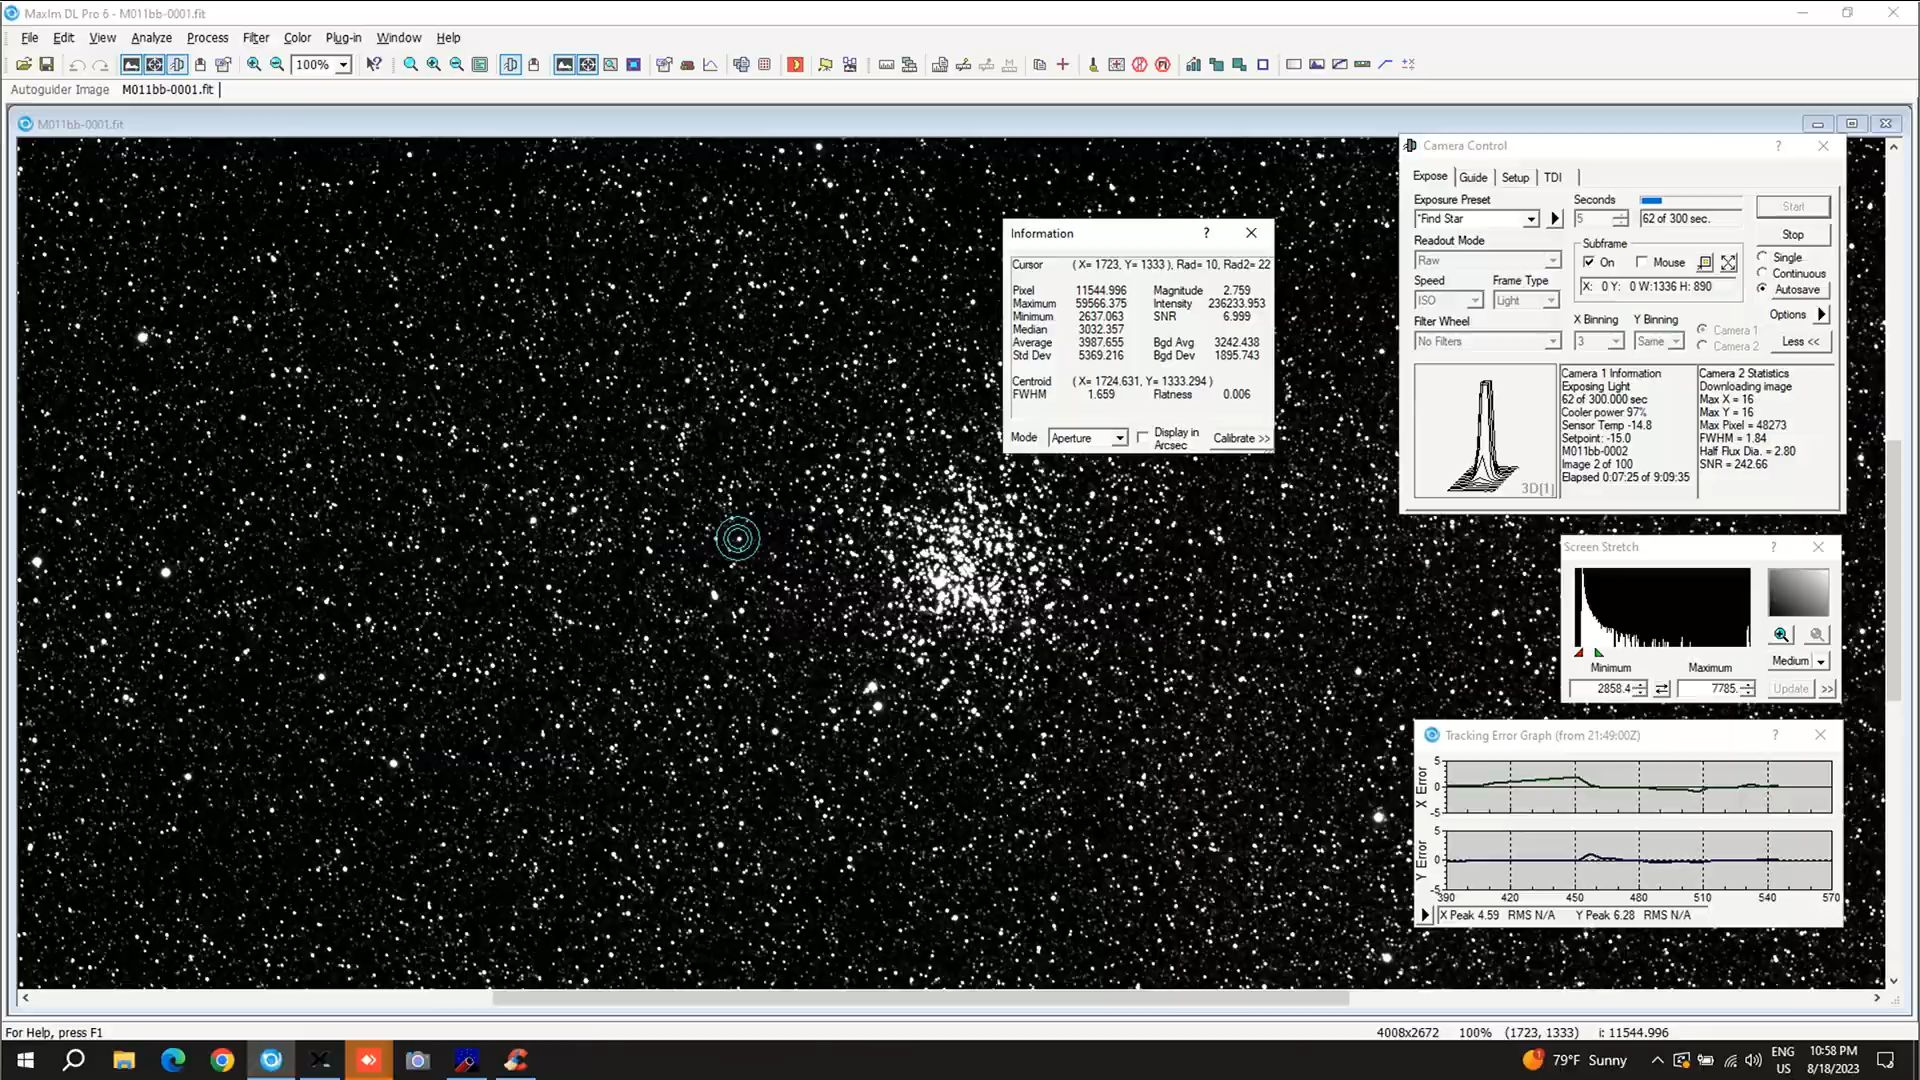 MaxIm DL Pro 6 - M011bb-0001.fit
File Edit View Analyze Process Filter Color Plug-in Window Help
100%
Autoguider Image M011bb-0001.fit
M011bb-0001.fit
Information ?
Cursor ( X= 1723, Y= 1333 ), Rad= 10, Rad2= 22
Pixel 11544.996 Magnitude 2.759
Maximum 59566.375 Intensity 236233.953
Minimum 2637.063 SNR 6.999
Median 3032.357
Average 3987.655 Bgd Avg 3242.438
Std Dev 5369.216 Bgd Dev 1895.743
Centroid ( X= 1724.631, Y= 1333.294 )
FWHM 1.659 Flatness 0.006
Mode Aperture Display in Arcsec Calibrate >>
Camera Control ?
Expose Guide Setup TDI
Exposure Preset Seconds
*Find Star 5 62 of 300 sec. Start
Stop
Readout Mode
Raw
Subframe
On Mouse
X: 0 Y: 0 W:1336 H: 890
Single
Continuous
Autosave
Speed Frame Type
ISO Light
Options
Filter Wheel X Binning Y Binning
No Filters 3 Same
Camera 1
Camera 2
Less <<
3D[1]
Camera 1 Information
Exposing Light
62 of 300.000 sec
Cooler power 97%
Sensor Temp -14.8
Setpoint: -15.0
M011bb-0002
Image 2 of 100
Elapsed 0:07:25 of 9:09:35
Camera 2 Statistics
Downloading image
Max X = 16
Max Y = 16
Max Pixel = 48273
FWHM = 1.84
Half Flux Dia. = 2.80
SNR = 242.66
Screen Stretch ?
Medium
Minimum Maximum
2858.4 7785. Update >>
Tracking Error Graph (from 21:49:00Z) ?
X Error
5
0
-5
Y Error
5
0
-5
390 420 450 480 510 540 570
X Peak 4.59 RMS N/A Y Peak 6.28 RMS N/A
For Help, press F1
4008x2672 100% (1723, 1333) i: 11544.996
79°F Sunny
ENG
US
10:58 PM
8/18/2023